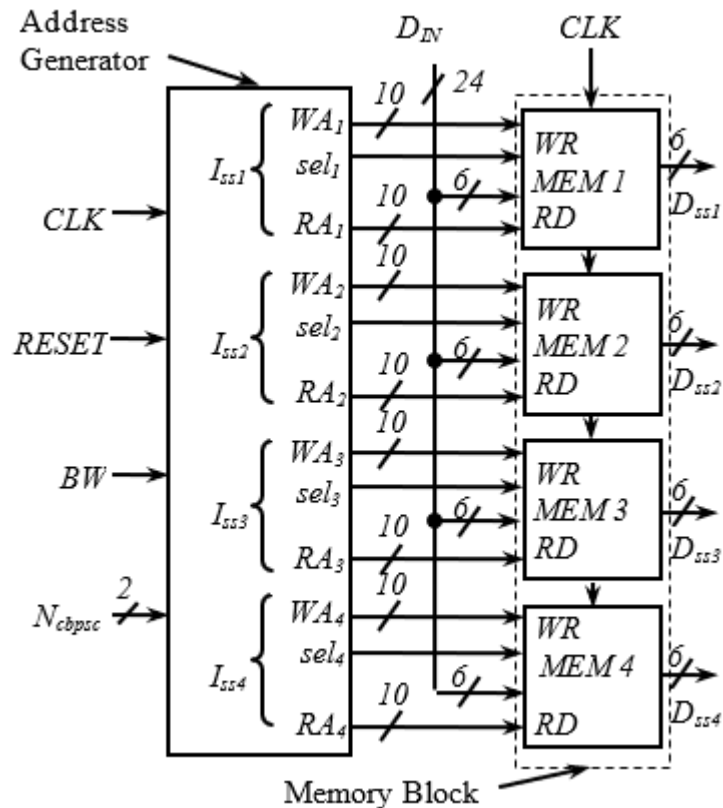 Address
Generator
D_IN
CLK
24
CLK
RESET
BW
N_cbpsc
2
I_ss1
WA_1
sel_1
RA_1
10
6
10
WR
MEM 1
RD
6
D_ss1
I_ss2
WA_2
sel_2
RA_2
10
6
10
WR
MEM 2
RD
6
D_ss2
I_ss3
WA_3
sel_3
RA_3
10
6
10
WR
MEM 3
RD
6
D_ss3
I_ss4
WA_4
sel_4
RA_4
10
6
10
WR
MEM 4
RD
6
D_ss4
Memory Block